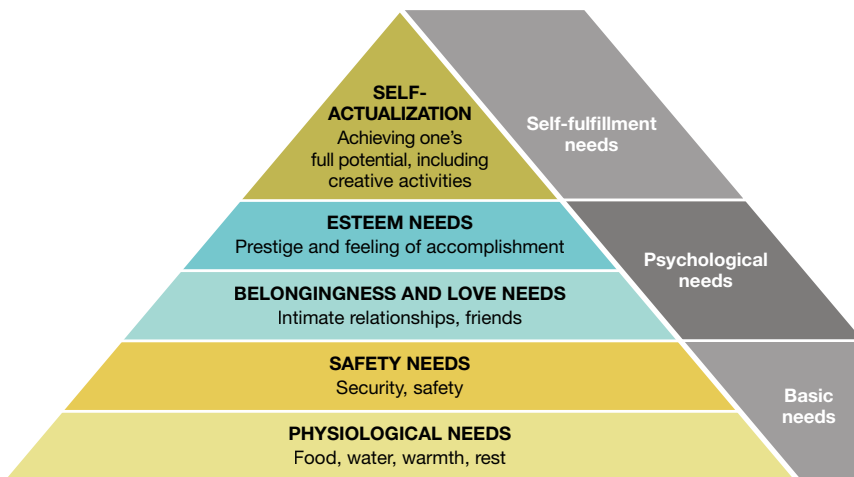 SELF-
ACTUALIZATION
Achieving one’s
full potential, including
creative activities
Self-fulfillment
needs
ESTEEM NEEDS
Prestige and feeling of accomplishment
BELONGINGNESS AND LOVE NEEDS
Intimate relationships, friends
Psychological
needs
SAFETY NEEDS
Security, safety
PHYSIOLOGICAL NEEDS
Food, water, warmth, rest
Basic
needs